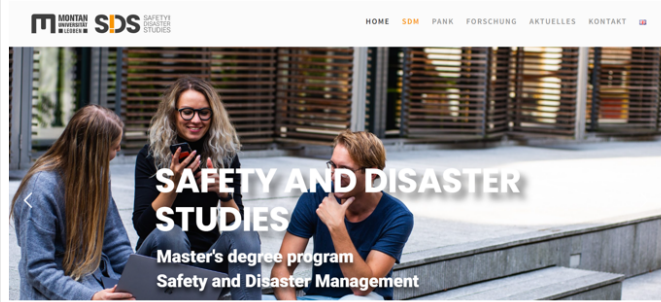 MONTAN
UNIVERSITÄT
LEOBEN
SDS
SAFETY&
DISASTER
STUDIES
HOME SDM PANK FORSCHUNG AKTUELLES KONTAKT
SAFETY AND DISASTER
STUDIES
Master's degree program
Safety and Disaster Management